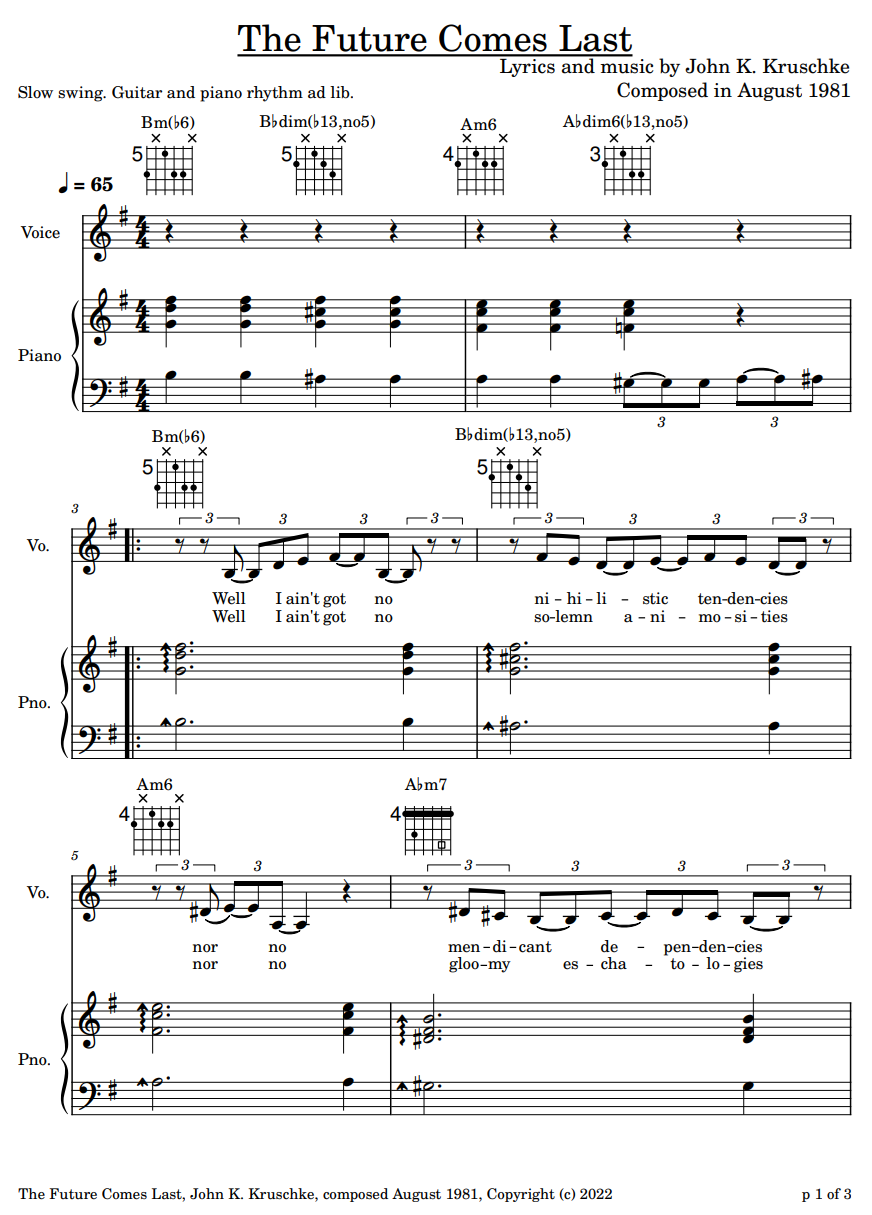 The Future Comes Last
Lyrics and music by John K. Kruschke
Slow swing. Guitar and piano rhythm ad lib.
Composed in August 1981
Bm(♭6) B♭dim(♭13,no5) Am6 A♭dim6(♭13,no5)
5 5 4 3
♩ = 65
Voice
Piano
3 3
Bm(♭6) B♭dim(♭13,no5)
5 5
3
3 3 3 3 3 3 3 3
Vo.
Well I ain't got no ni - hi - li - stic ten-den-cies
Well I ain't got no so-lemn a - ni - mo - si - ties
Pno.
Am6 A♭m7
4 4
5
3 3 3 3 3 3
Vo.
nor no men - di - cant de - pen - den - cies
nor no gloo - my es - cha - to - lo - gies
Pno.
The Future Comes Last, John K. Kruschke, composed August 1981, Copyright (c) 2022 p 1 of 3